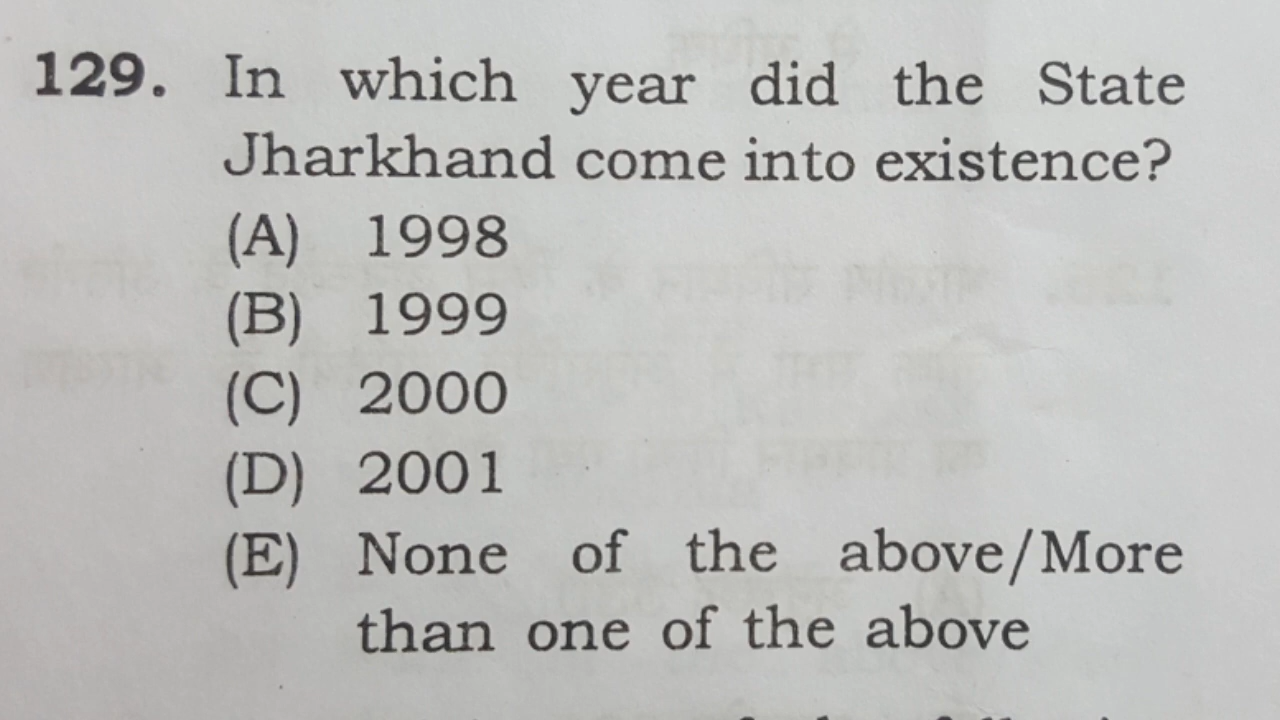 129. In which year did the State
Jharkhand come into existence?
(A) 1998
(B) 1999
(C) 2000
(D) 2001
(E) None of the above/More
than one of the above